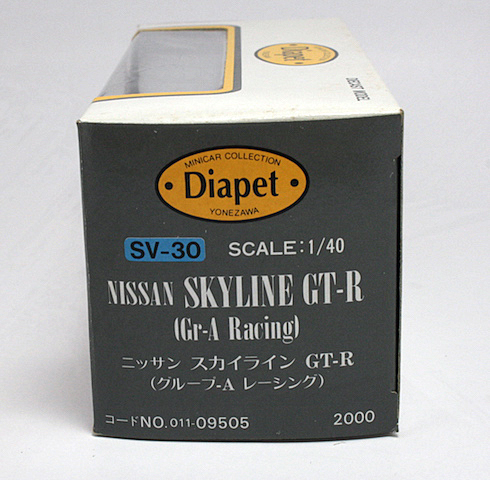 Diapet
DIECAST MODEL
MINICAR COLLECTION
• Diapet •
YONEZAWA
SV-30 SCALE:1/40
NISSAN SKYLINE GT-R
(Gr-A Racing)
ニッサン スカイライン GT-R
(グループ-A レーシング)
コードNO. 011-09505 2000